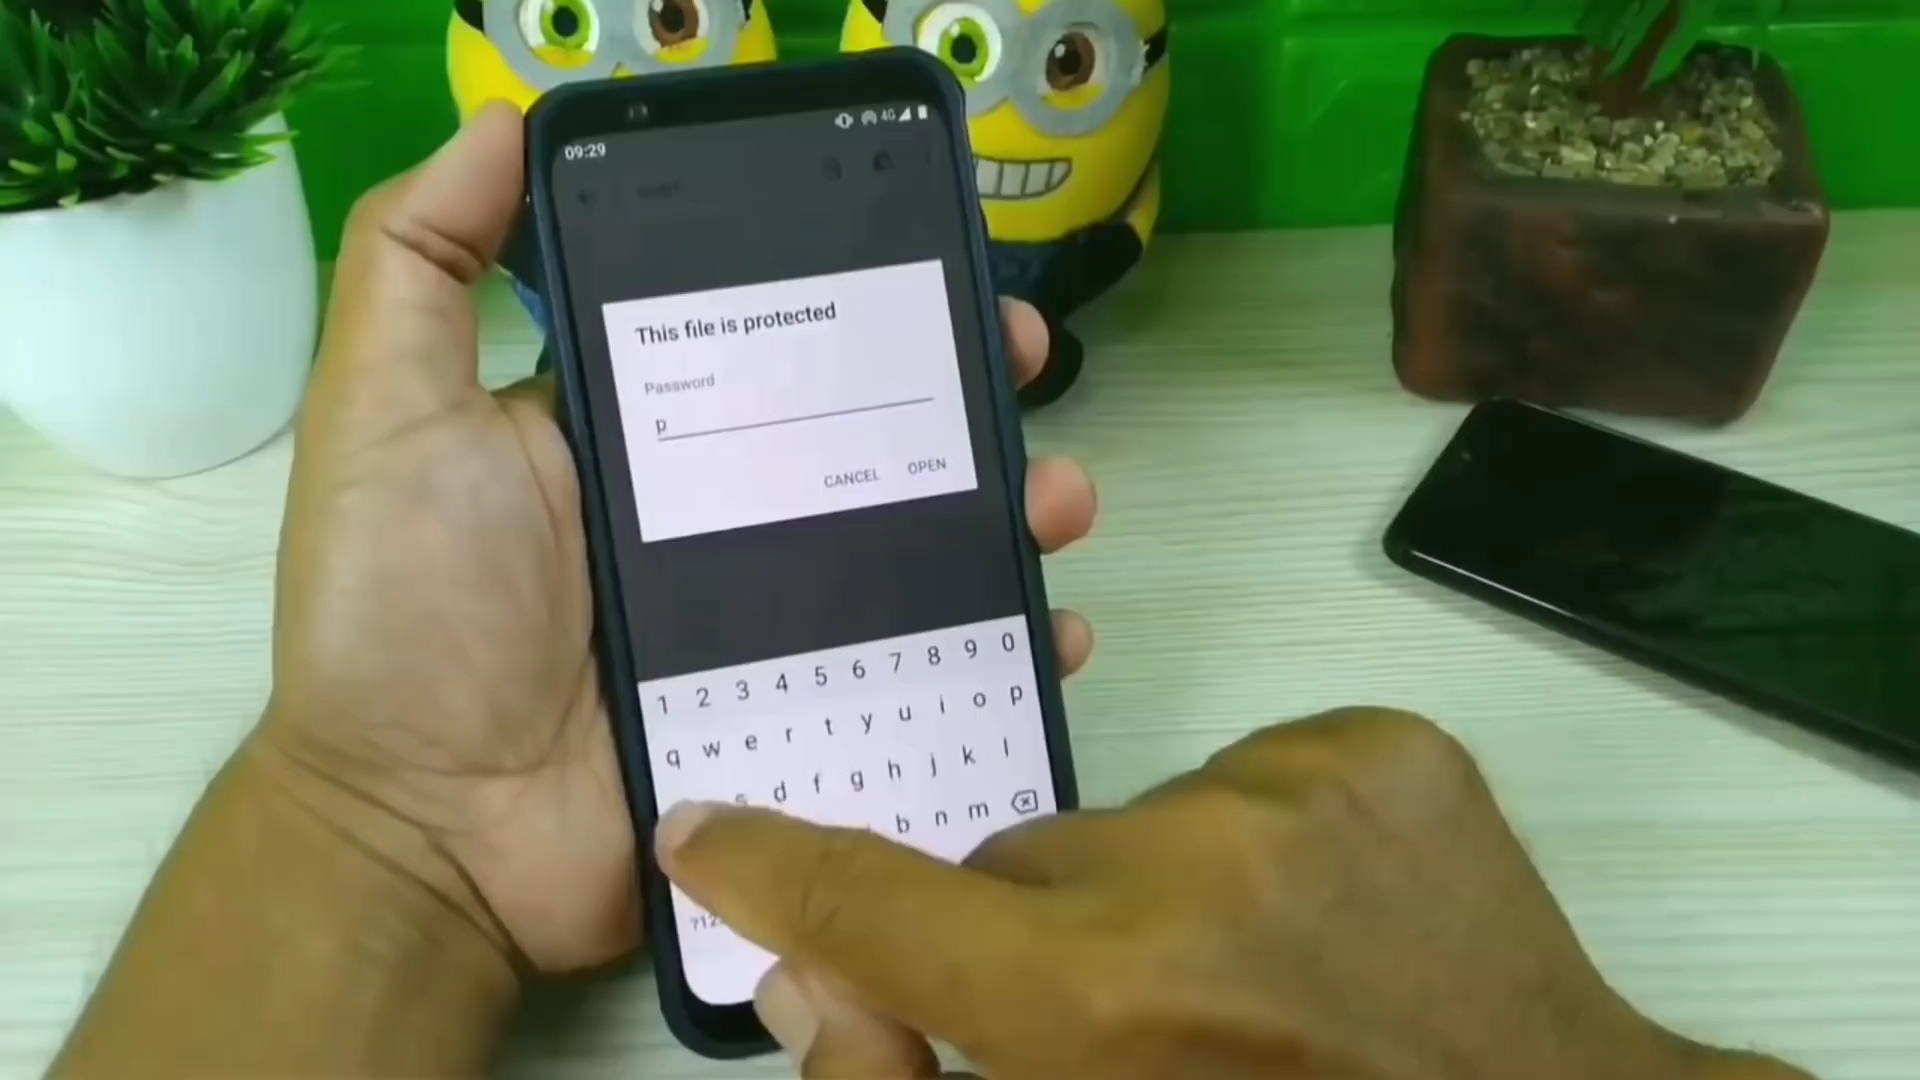 09:29
4G
This file is protected
Password
p
CANCEL OPEN
1 2 3 4 5 6 7 8 9 0
q w e r t y u i o p
s d f g h j k l
b n m